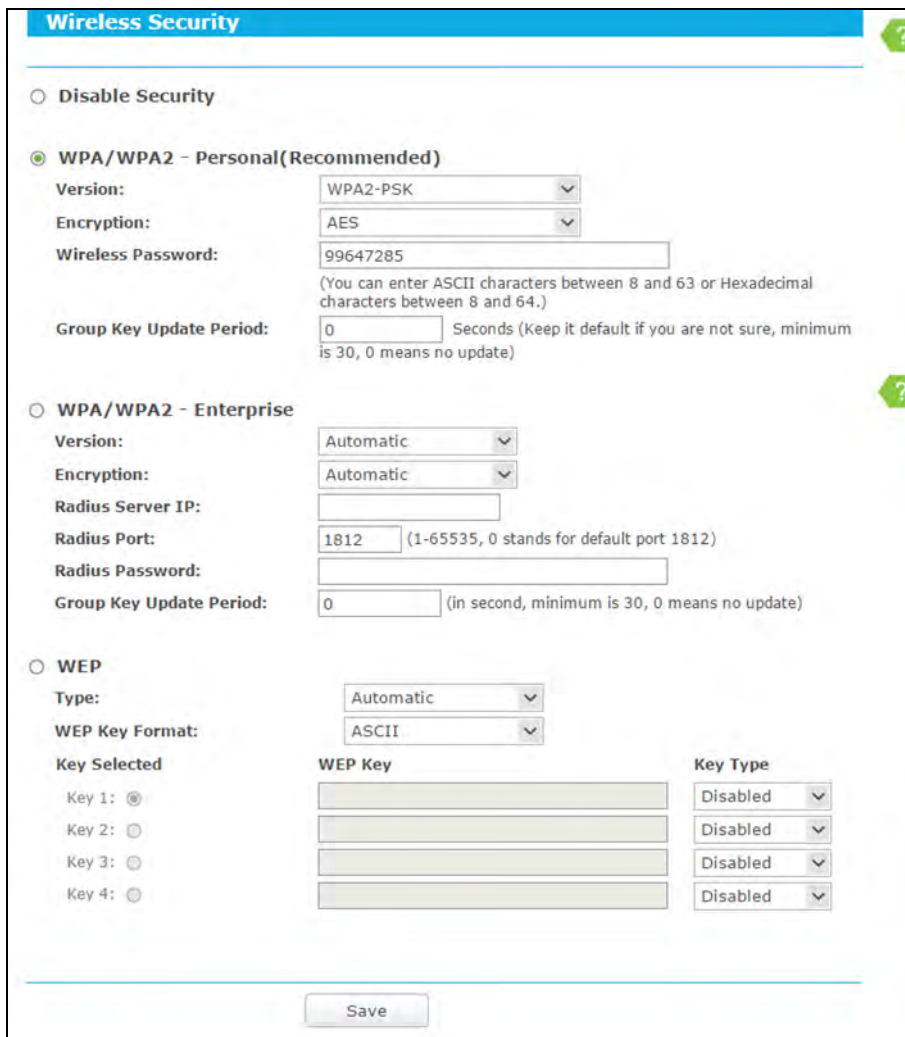 Wireless Security
?
Disable Security
WPA/WPA2 - Personal(Recommended)
Version: WPA2-PSK
Encryption: AES
Wireless Password: 99647285
(You can enter ASCII characters between 8 and 63 or Hexadecimal
characters between 8 and 64.)
Group Key Update Period: 0 Seconds (Keep it default if you are not sure, minimum
is 30, 0 means no update)
?
WPA/WPA2 - Enterprise
Version: Automatic
Encryption: Automatic
Radius Server IP:
Radius Port: 1812 (1-65535, 0 stands for default port 1812)
Radius Password:
Group Key Update Period: 0 (in second, minimum is 30, 0 means no update)
WEP
Type: Automatic
WEP Key Format: ASCII
Key Selected WEP Key Key Type
Key 1: Disabled
Key 2: Disabled
Key 3: Disabled
Key 4: Disabled
Save